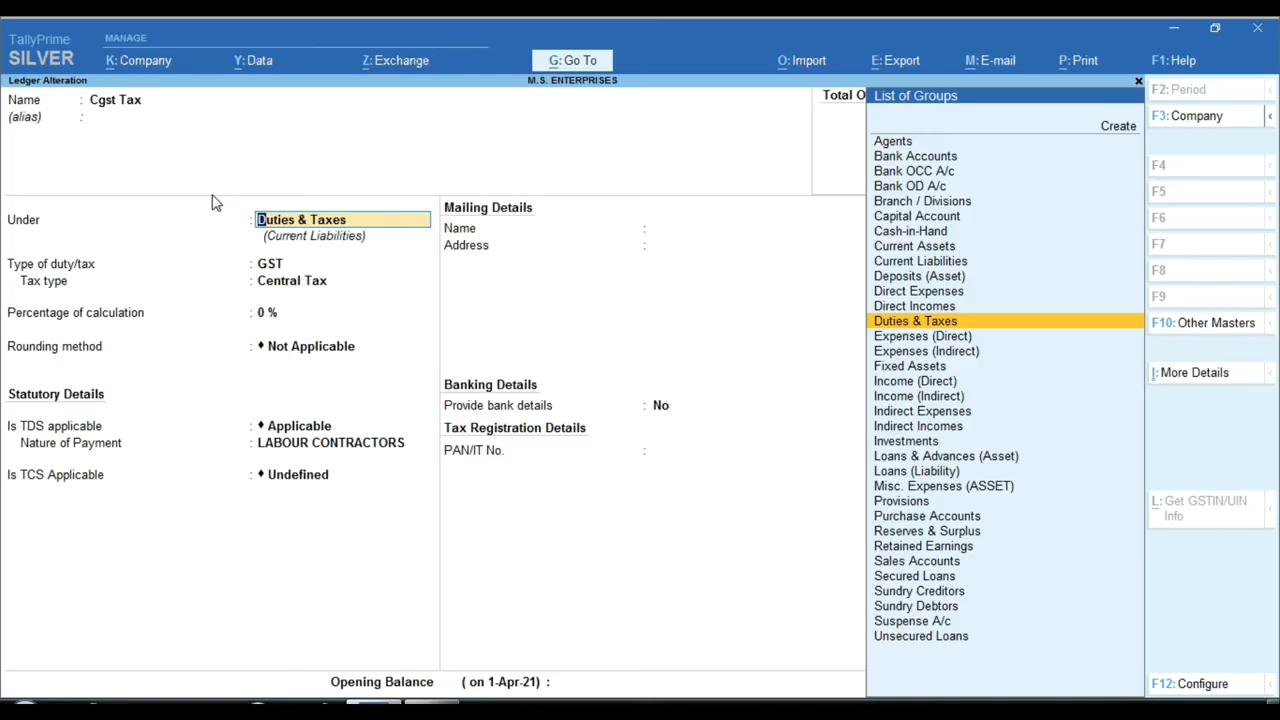 TallyPrime
MANAGE
SILVER
K: Company
Y: Data
Z: Exchange
G: Go To
O: Import
E: Export
M: E-mail
P: Print
F1: Help
Ledger Alteration
M.S. ENTERPRISES
Name : Cgst Tax
(alias) :
Total O
Under : Duties & Taxes
(Current Liabilities)
Type of duty/tax : GST
Tax type : Central Tax
Percentage of calculation : 0 %
Rounding method : ♦ Not Applicable
Statutory Details
Is TDS applicable : ♦ Applicable
Nature of Payment : LABOUR CONTRACTORS
Is TCS Applicable : ♦ Undefined
Mailing Details
Name :
Address :
Banking Details
Provide bank details : No
Tax Registration Details
PAN/IT No. :
Opening Balance ( on 1-Apr-21) :
List of Groups
Create
Agents
Bank Accounts
Bank OCC A/c
Bank OD A/c
Branch / Divisions
Capital Account
Cash-in-Hand
Current Assets
Current Liabilities
Deposits (Asset)
Direct Expenses
Direct Incomes
Duties & Taxes
Expenses (Direct)
Expenses (Indirect)
Fixed Assets
Income (Direct)
Income (Indirect)
Indirect Expenses
Indirect Incomes
Investments
Loans & Advances (Asset)
Loans (Liability)
Misc. Expenses (ASSET)
Provisions
Purchase Accounts
Reserves & Surplus
Retained Earnings
Sales Accounts
Secured Loans
Sundry Creditors
Sundry Debtors
Suspense A/c
Unsecured Loans
F2: Period
F3: Company
F4
F5
F6
F7
F8
F9
F10: Other Masters
I: More Details
L: Get GSTIN/UIN
Info
F12: Configure